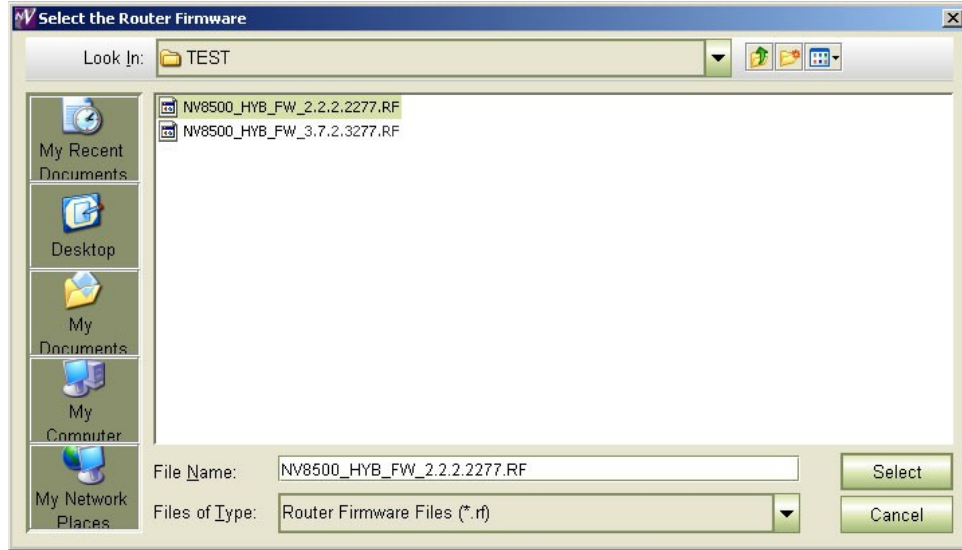 Select the Router Firmware
Look In:
TEST
My Recent
Documents
Desktop
My
Documents
My
Computer
My Network
Places
NV8500_HYB_FW_2.2.2.2277.RF
NV8500_HYB_FW_3.7.2.3277.RF
File Name:
NV8500_HYB_FW_2.2.2.2277.RF
Select
Files of Type:
Router Firmware Files (*.rf)
Cancel